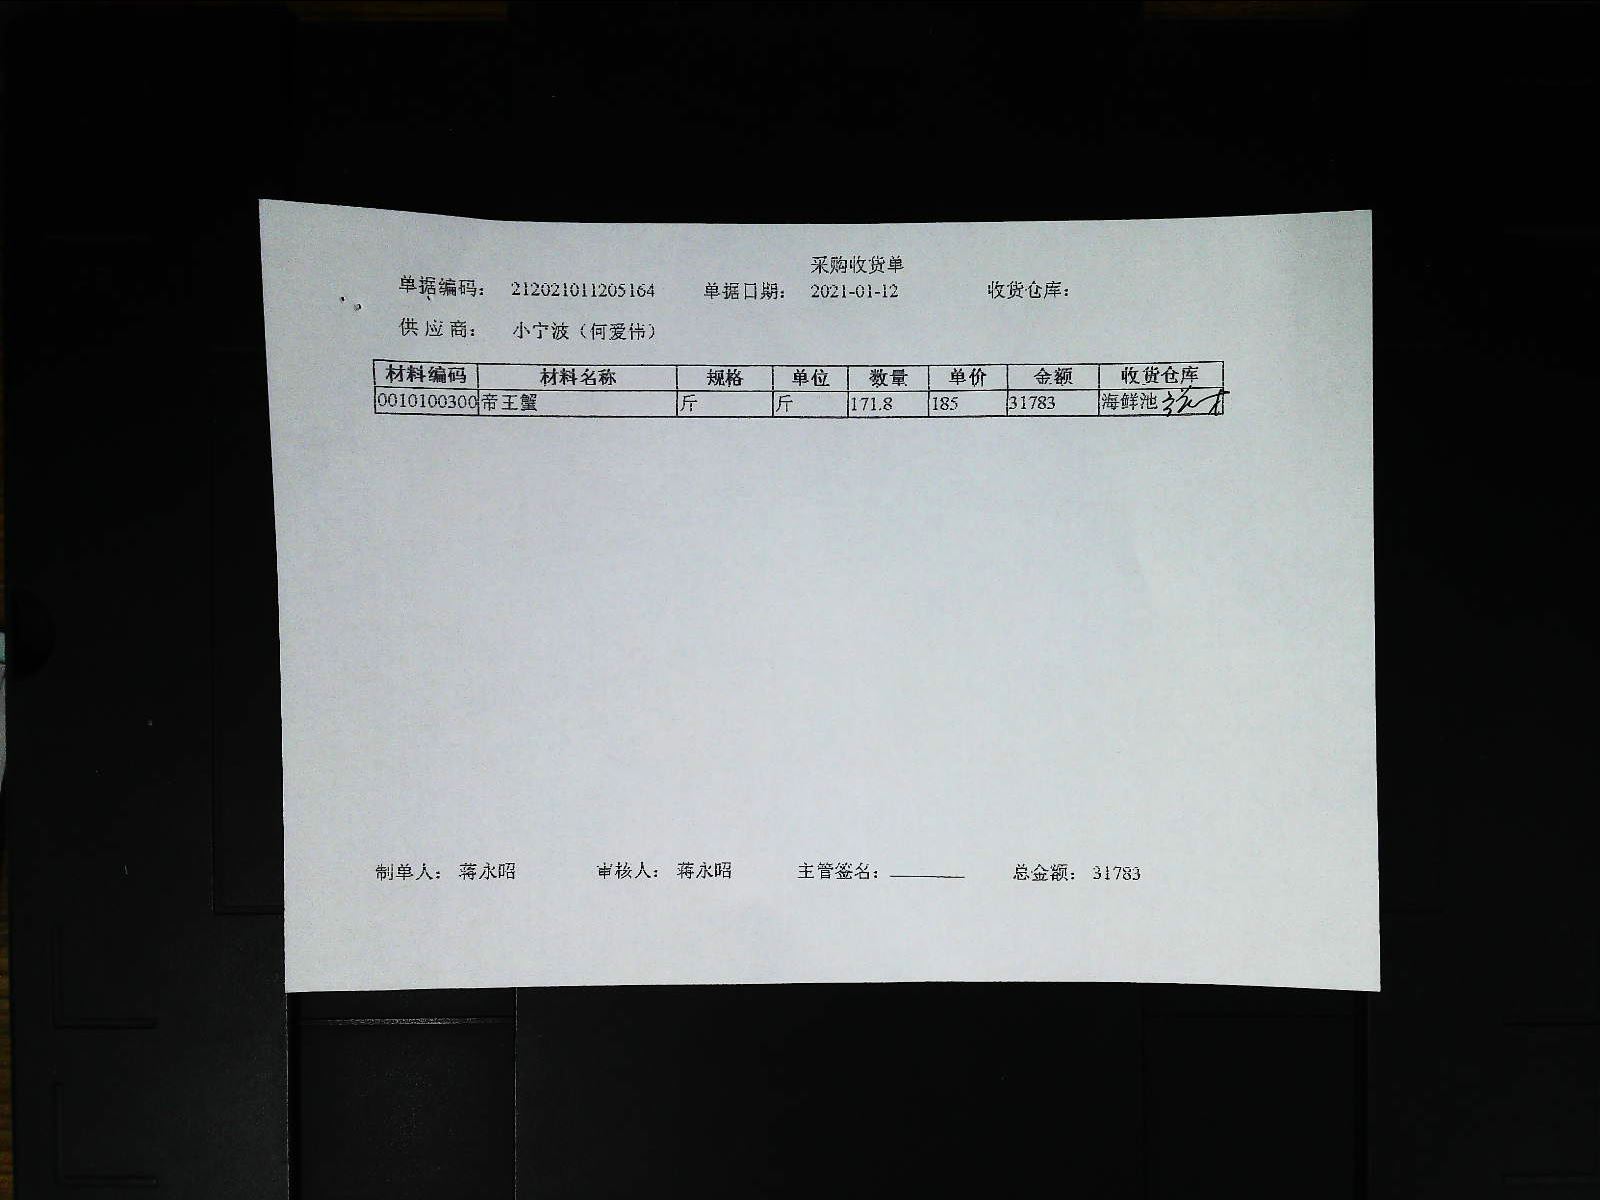 采购收货单
单据编码： 212021011205164 单据日期： 2021-01-12 收货仓库：
供 应 商： 小宁波（何爱伟）
材料编码 材料名称 规格 单位 数量 单价 金额 收货仓库
0010100300 帝王蟹 斤 斤 171.8 185 31783 海鲜池
制单人： 蒋永昭 审核人： 蒋永昭 主管签名： 总金额： 31783